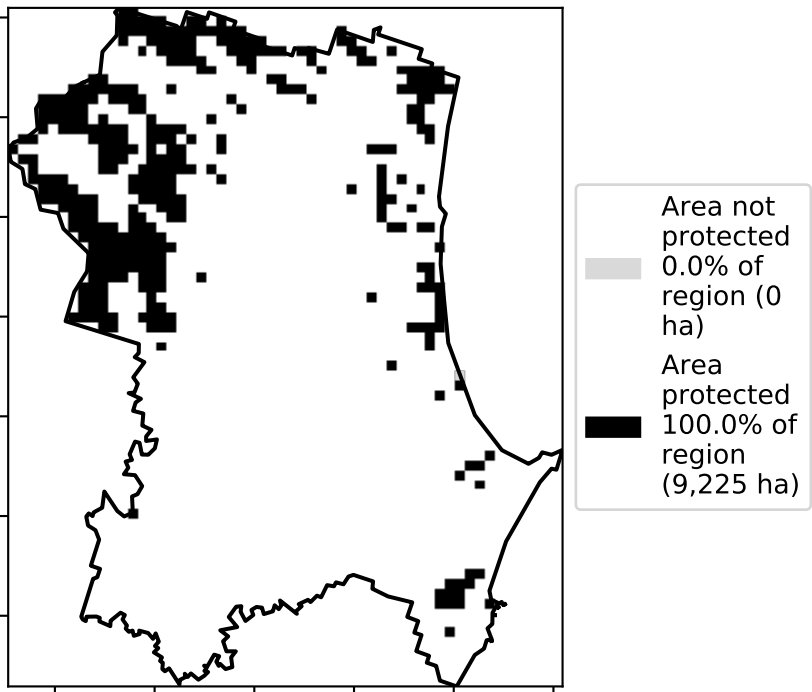 Area not
protected
0.0% of
region (0
ha)
Area
protected
100.0% of
region
(9,225 ha)